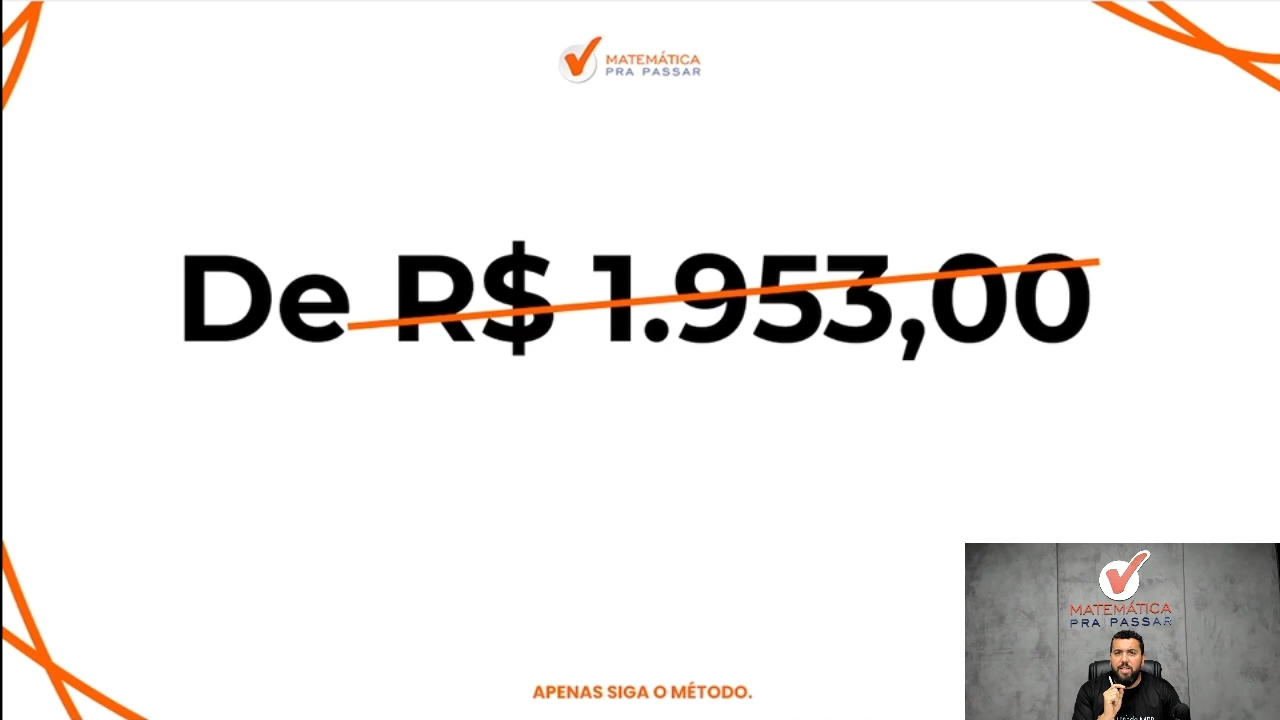 MATEMÁTICA
PRA PASSAR
De R$ 1.953,00
MATEMÁTICA
PRA PASSAR
APENAS SIGA O MÉTODO.